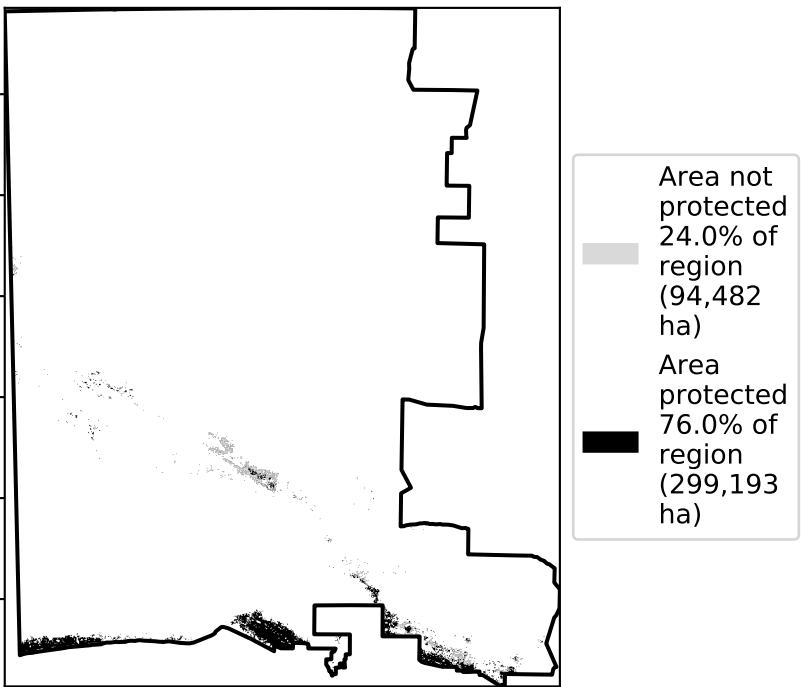 Area not
protected
24.0% of
region
(94,482
ha)
Area
protected
76.0% of
region
(299,193
ha)